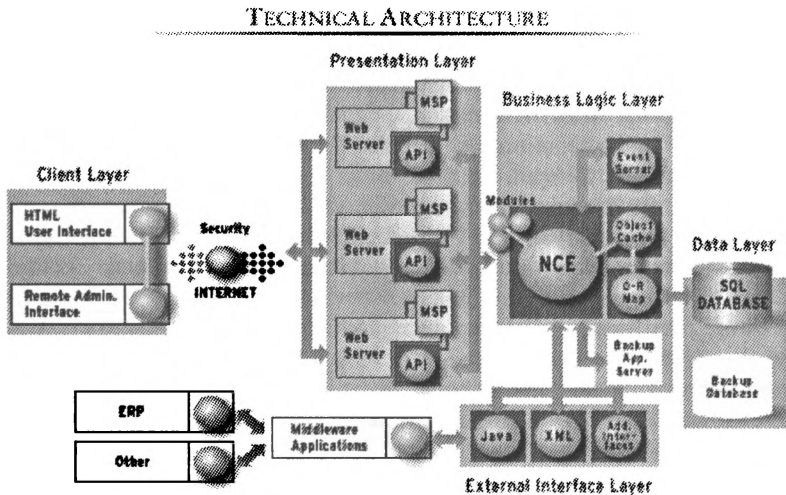 TECHNICAL ARCHITECTURE
Presentation Layer
Business Logic Layer
Client Layer
Data Layer
HTML
User Interface
Remote Admin.
Interface
Security
INTERNET
MSP
Web
Server
API
MSP
Web
Server
API
MSP
Web
Server
API
Event
Server
Modules
NCE
Object
Cache
O-R
Map
Backup
App.
Server
SQL
DATABASE
Backup
Database
ERP
Other
Middleware
Applications
Java
XML
Add.
Inter-
faces
External Interface Layer